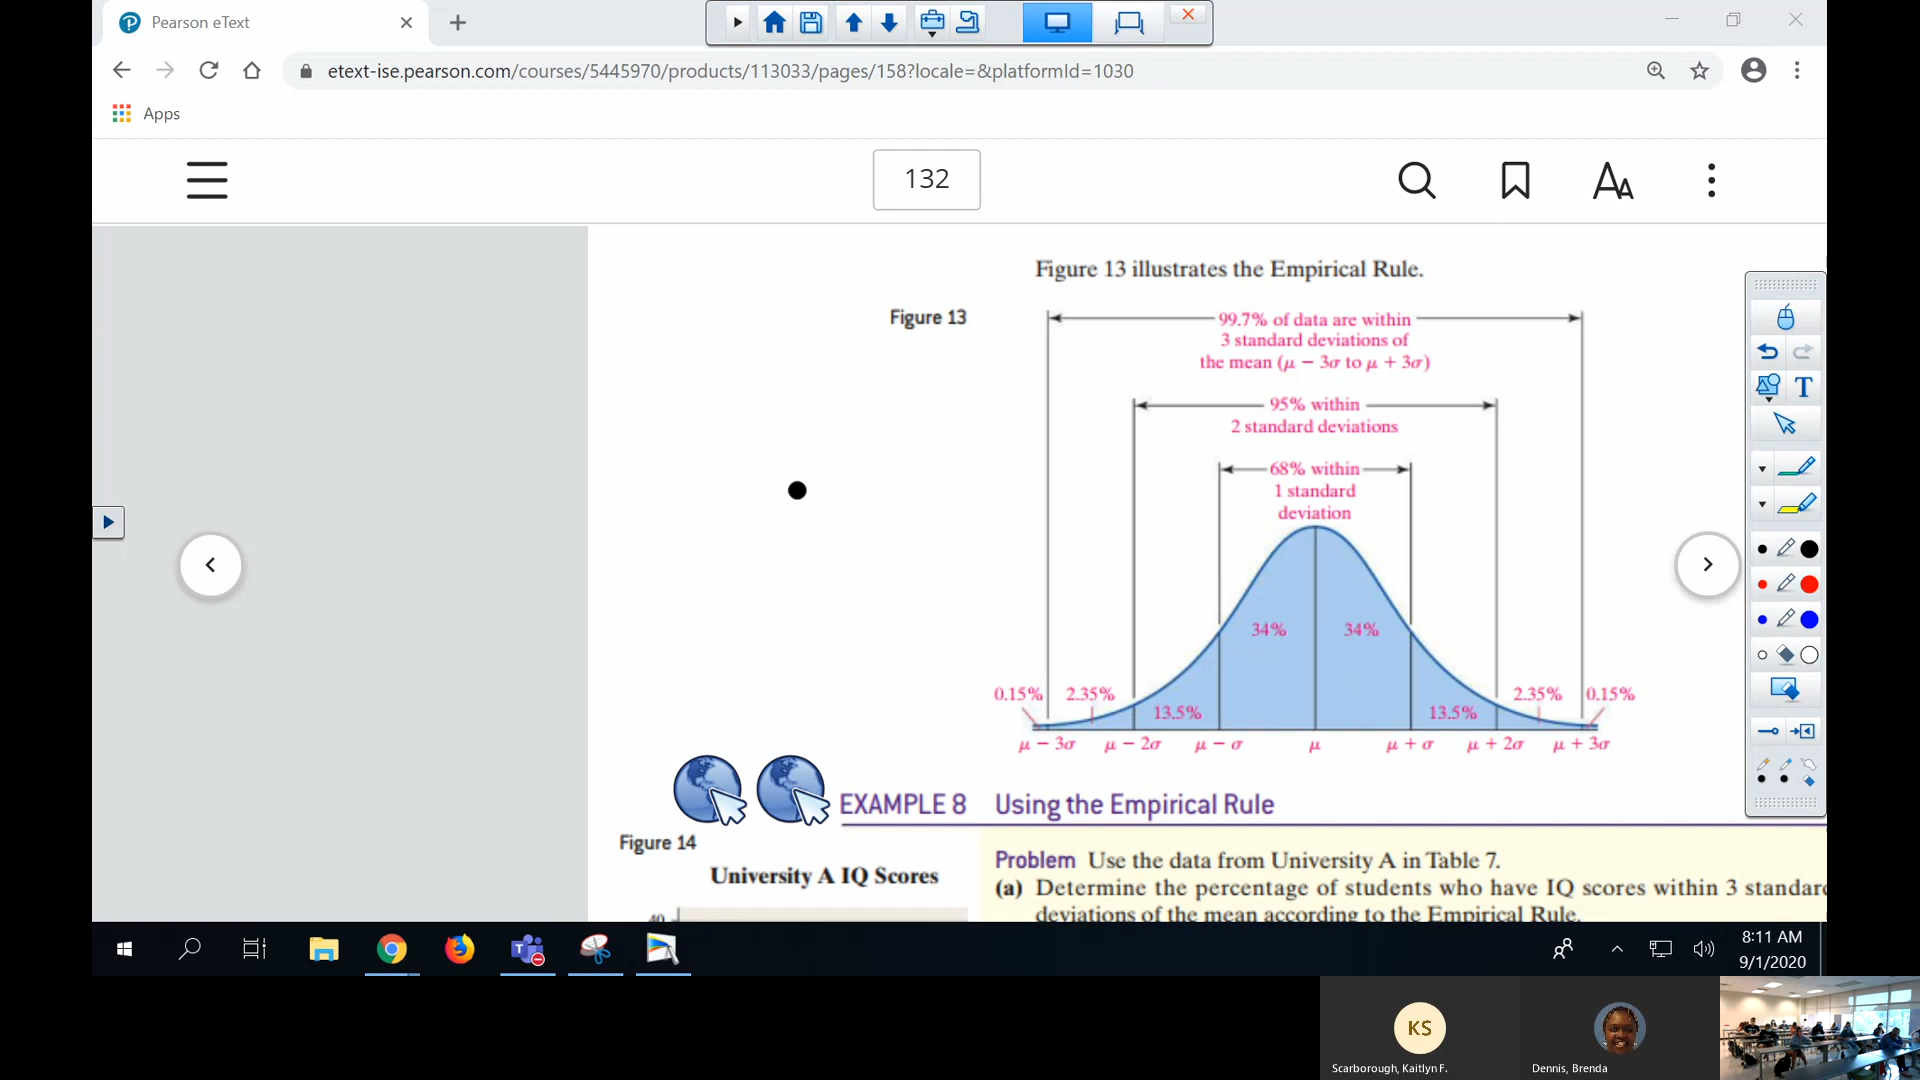 Pearson eText
etext-ise.pearson.com/courses/5445970/products/113033/pages/158?locale=&platformId=1030
Apps
132
Figure 13 illustrates the Empirical Rule.
Figure 13
99.7% of data are within
3 standard deviations of
the mean (μ − 3σ to μ + 3σ)
95% within
2 standard deviations
68% within
1 standard
deviation
34% 34%
0.15% 2.35% 13.5% 13.5% 2.35% 0.15%
μ − 3σ μ − 2σ μ − σ μ μ + σ μ + 2σ μ + 3σ
EXAMPLE 8 Using the Empirical Rule
Figure 14
University A IQ Scores
40
Problem Use the data from University A in Table 7.
(a) Determine the percentage of students who have IQ scores within 3 standard
deviations of the mean according to the Empirical Rule.
T
8:11 AM
9/1/2020
KS
Scarborough, Kaitlyn F.
Dennis, Brenda